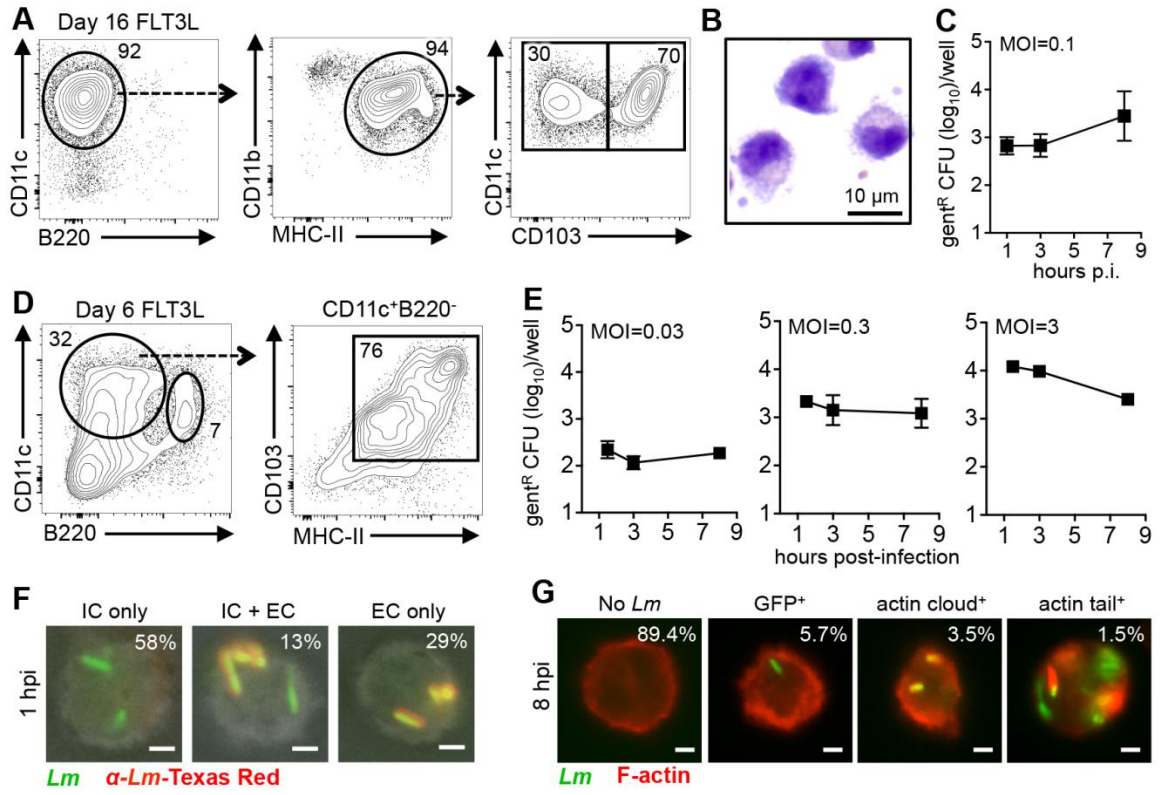 A
Day 16 FLT3L
92
CD11c
B220
94
CD11b
MHC-II
30
70
CD11c
CD103
B
10 µm
C
MOI=0.1
gentᴿ CFU (log₁₀)/well
5
4
3
2
1
1 3 5 7 9
hours p.i.
D
Day 6 FLT3L
32
7
CD11c
B220
CD11c⁺B220⁻
76
CD103
MHC-II
E
gentᴿ CFU (log₁₀)/well
MOI=0.03
5
4
3
2
1
1 3 5 7 9
MOI=0.3
5
4
3
2
1
1 3 5 7 9
MOI=3
5
4
3
2
1
1 3 5 7 9
hours post-infection
F
IC only
IC + EC
EC only
1 hpi
58%
13%
29%
Lm α-Lm-Texas Red
G
No Lm
GFP⁺
actin cloud⁺
actin tail⁺
8 hpi
89.4%
5.7%
3.5%
1.5%
Lm F-actin